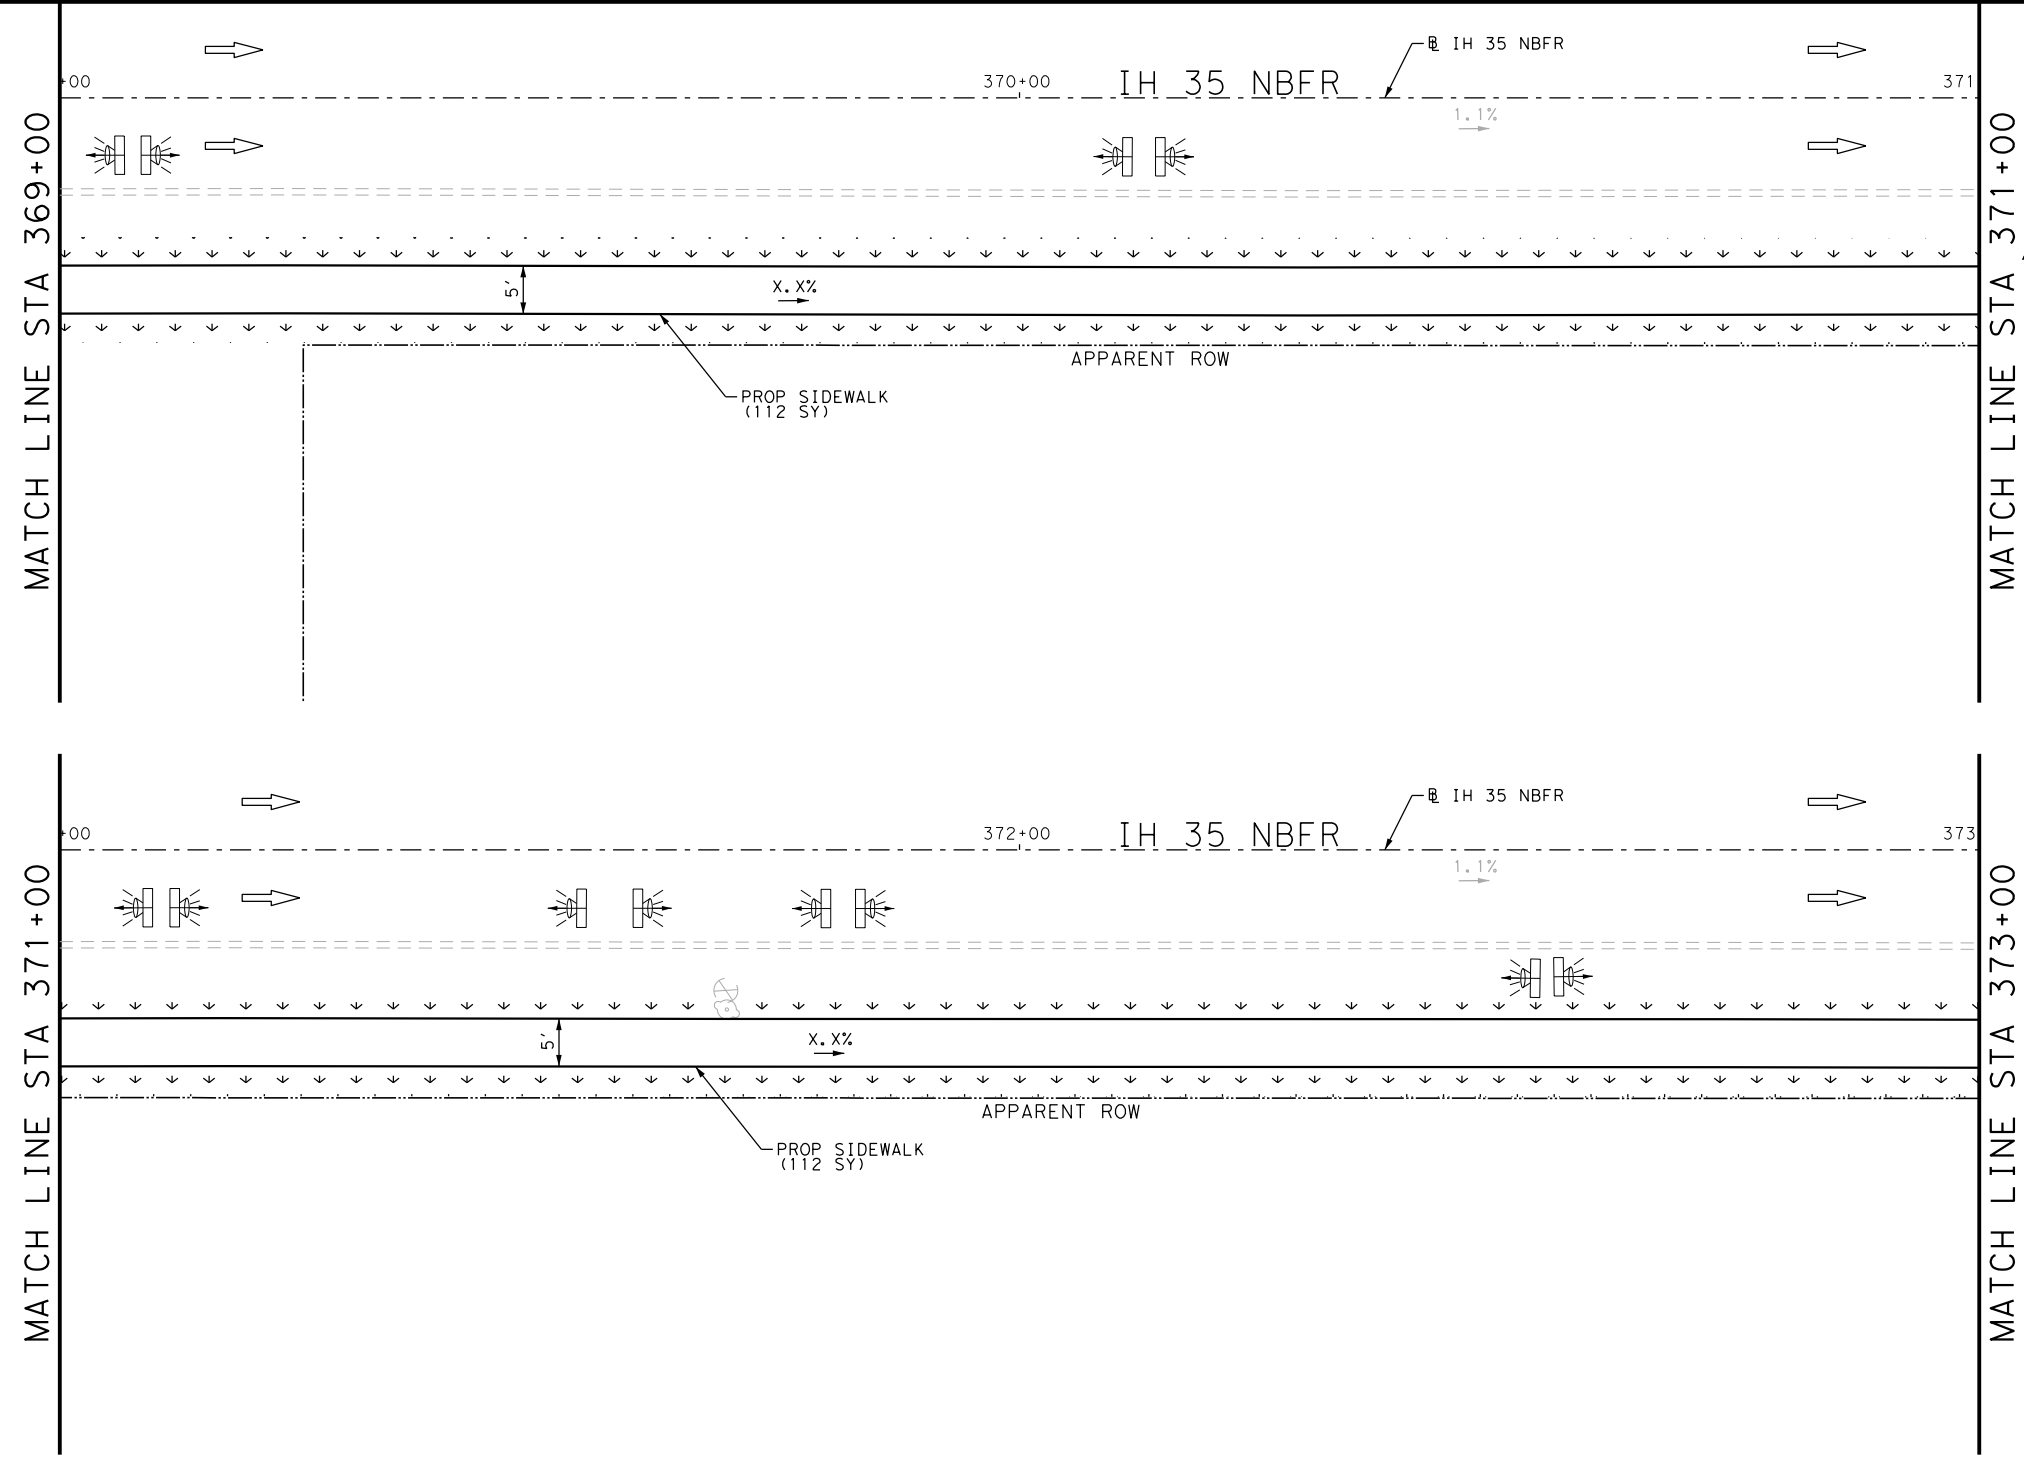 ℄ IH 35 NBFR
+00
370+00
IH 35 NBFR
371
1.1%
MATCH LINE STA 369+00
MATCH LINE STA 371+00
5'
X.X%
APPARENT ROW
PROP SIDEWALK
(112 SY)
℄ IH 35 NBFR
+00
372+00
IH 35 NBFR
373
1.1%
MATCH LINE STA 371+00
MATCH LINE STA 373+00
5'
X.X%
APPARENT ROW
PROP SIDEWALK
(112 SY)